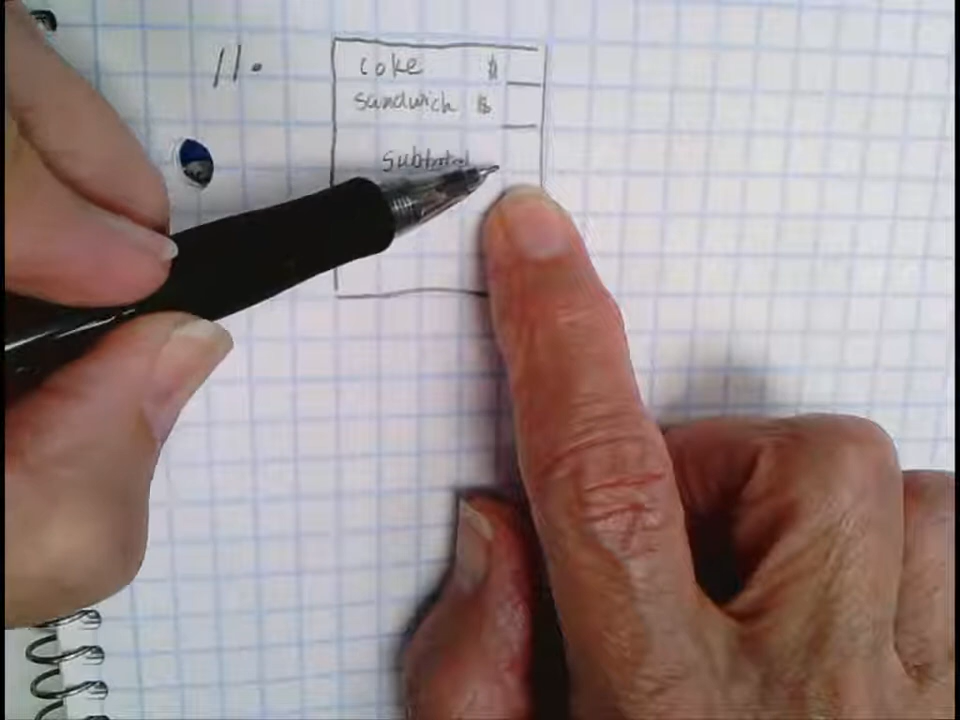 11.
coke $
sandwich $
subtotal